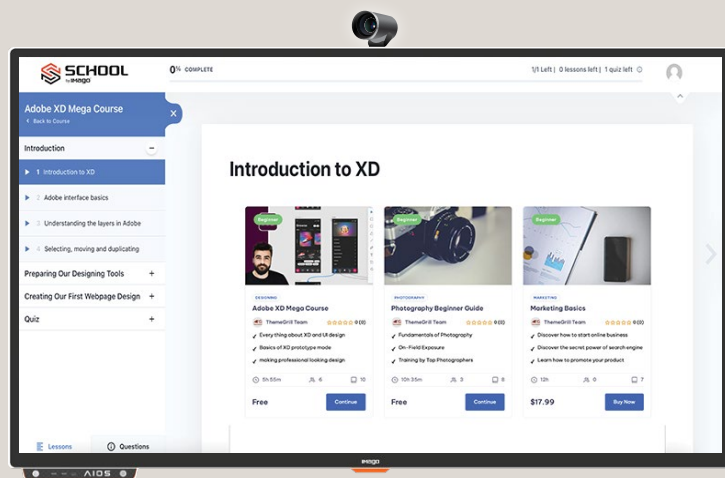 SCHOOL
by IMago
0% COMPLETE
1/1 Left | 0 lessons left | 1 quiz left
Adobe XD Mega Course
< Back to Course
Introduction
1 Introduction to XD
2 Adobe interface basics
3 Understanding the layers in Adobe
4 Selecting, moving and duplicating
Preparing Our Designing Tools +
Creating Our First Webpage Design +
Quiz +
Lessons
Questions
Introduction to XD
Beginner
DESIGNING
Adobe XD Mega Course
ThemeGrill Team 0 (0)
Every thing about XD and UI design
Basics of XD prototype mode
making professional looking design
5h 55m 6 10
Free Continue
Beginner
PHOTOGRAPHY
Photography Beginner Guide
ThemeGrill Team 0 (0)
Fundamentals of Photography
On-Field Exposure
Training by Top Photographers
10h 35m 3 8
Free Continue
Beginner
MARKETING
Marketing Basics
ThemeGrill Team 0 (0)
Discover how to start online business
Discover the secret power of search engine
Learn how to promote your product
12h 0 7
$17.99 Buy Now
IMago
AIOS